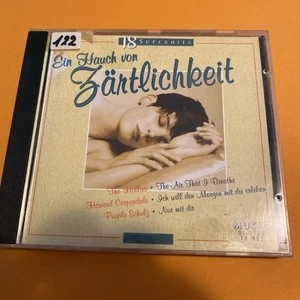 122
18 SUPERHITS
Ein Hauch von
Zärtlichkeit
The Hollies • The Air That I Breathe
Howard Carpendale • Ich will den Morgen mit dir erleben
Purple Schulz • Nur mit dir